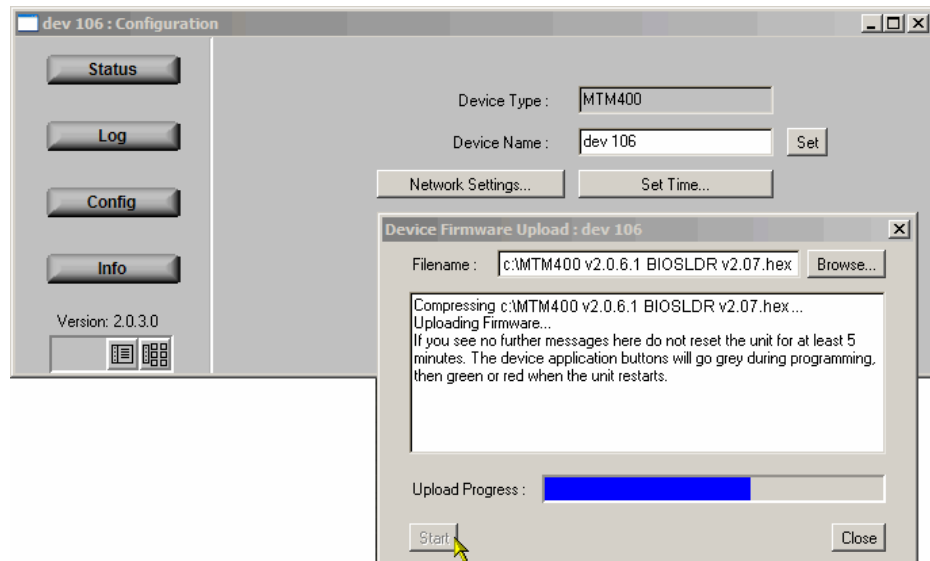 dev 106 : Configuration
Status
Log
Config
Info
Version: 2.0.3.0
Device Type :
MTM400
Device Name :
dev 106
Set
Network Settings...
Set Time...
Device Firmware Upload : dev 106
Filename :
c:\MTM400 v2.0.6.1 BIOSLDR v2.07.hex
Browse...
Compressing c:\MTM400 v2.0.6.1 BIOSLDR v2.07.hex...
Uploading Firmware...
If you see no further messages here do not reset the unit for at least 5
minutes. The device application buttons will go grey during programming,
then green or red when the unit restarts.
Upload Progress :
Start
Close